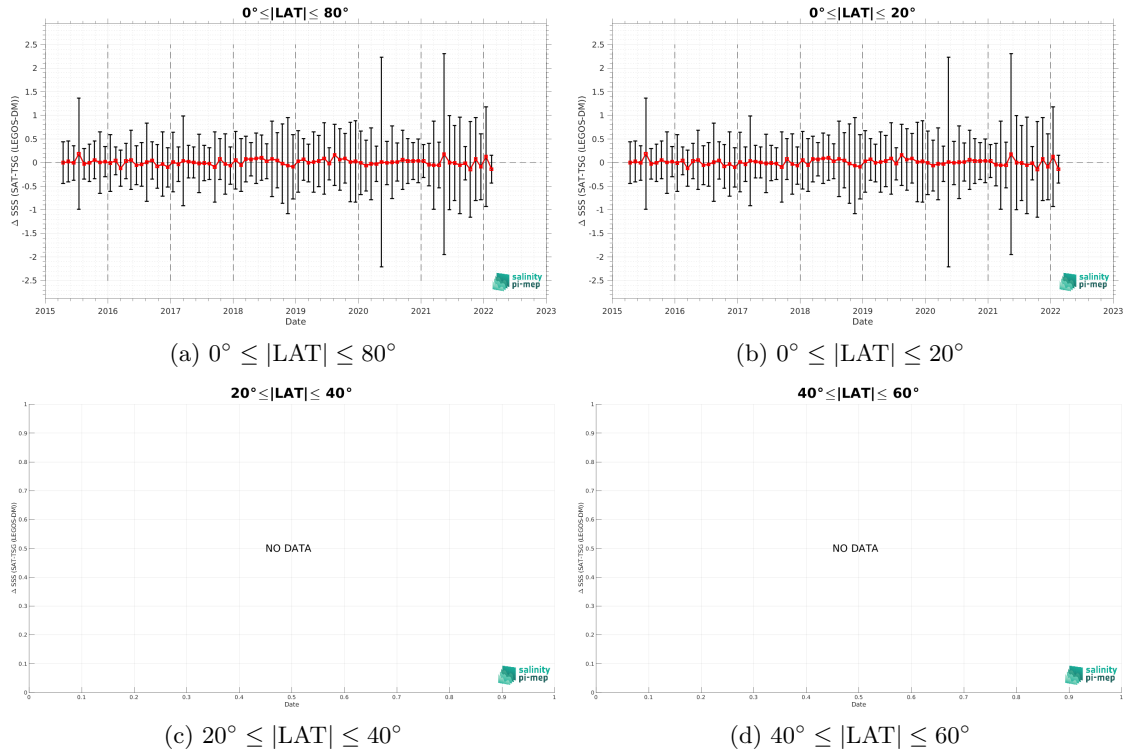 0°≤|LAT|≤ 80°
Δ SSS (SAT-TSG (LEGOS-DM))
2.5
2
1.5
1
0.5
0
-0.5
-1
-1.5
-2
-2.5
2015 2016 2017 2018 2019 2020 2021 2022 2023
Date
salinity
pi-mep
(a) 0° ≤ |LAT| ≤ 80°
0°≤|LAT|≤ 20°
Δ SSS (SAT-TSG (LEGOS-DM))
2.5
2
1.5
1
0.5
0
-0.5
-1
-1.5
-2
-2.5
2015 2016 2017 2018 2019 2020 2021 2022 2023
Date
salinity
pi-mep
(b) 0° ≤ |LAT| ≤ 20°
20°≤|LAT|≤ 40°
Δ SSS (SAT-TSG (LEGOS-DM))
1
0.9
0.8
0.7
0.6
0.5
0.4
0.3
0.2
0.1
0
NO DATA
0 0.1 0.2 0.3 0.4 0.5 0.6 0.7 0.8 0.9 1
Date
salinity
pi-mep
(c) 20° ≤ |LAT| ≤ 40°
40°≤|LAT|≤ 60°
Δ SSS (SAT-TSG (LEGOS-DM))
1
0.9
0.8
0.7
0.6
0.5
0.4
0.3
0.2
0.1
0
NO DATA
0 0.1 0.2 0.3 0.4 0.5 0.6 0.7 0.8 0.9 1
Date
salinity
pi-mep
(d) 40° ≤ |LAT| ≤ 60°